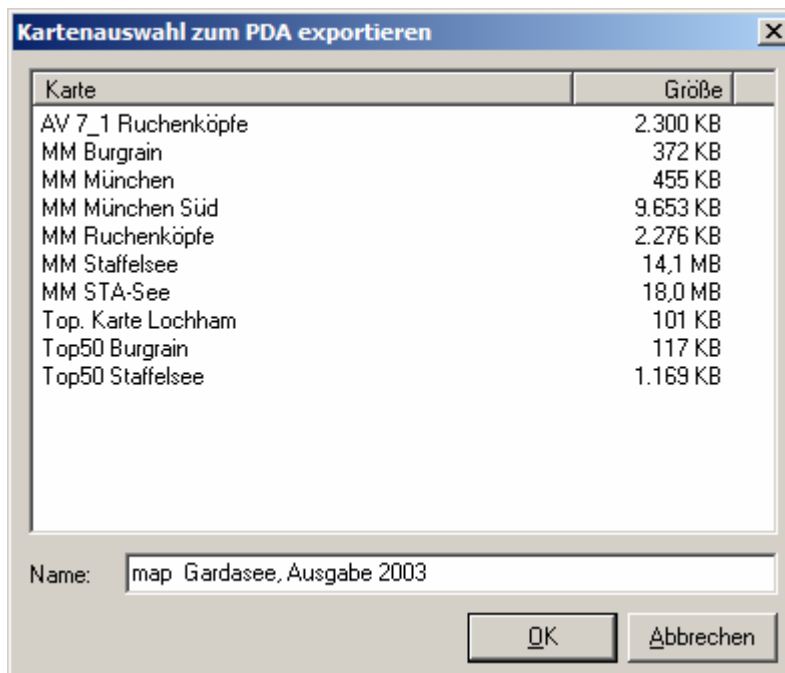 Kartenauswahl zum PDA exportieren
Karte Größe
AV 7_1 Ruchenköpfe 2.300 KB
MM Burgrain 372 KB
MM München 455 KB
MM München Süd 9.653 KB
MM Ruchenköpfe 2.276 KB
MM Staffelsee 14,1 MB
MM STA-See 18,0 MB
Top. Karte Lochham 101 KB
Top50 Burgrain 117 KB
Top50 Staffelsee 1.169 KB
Name: map Gardasee, Ausgabe 2003
OK Abbrechen